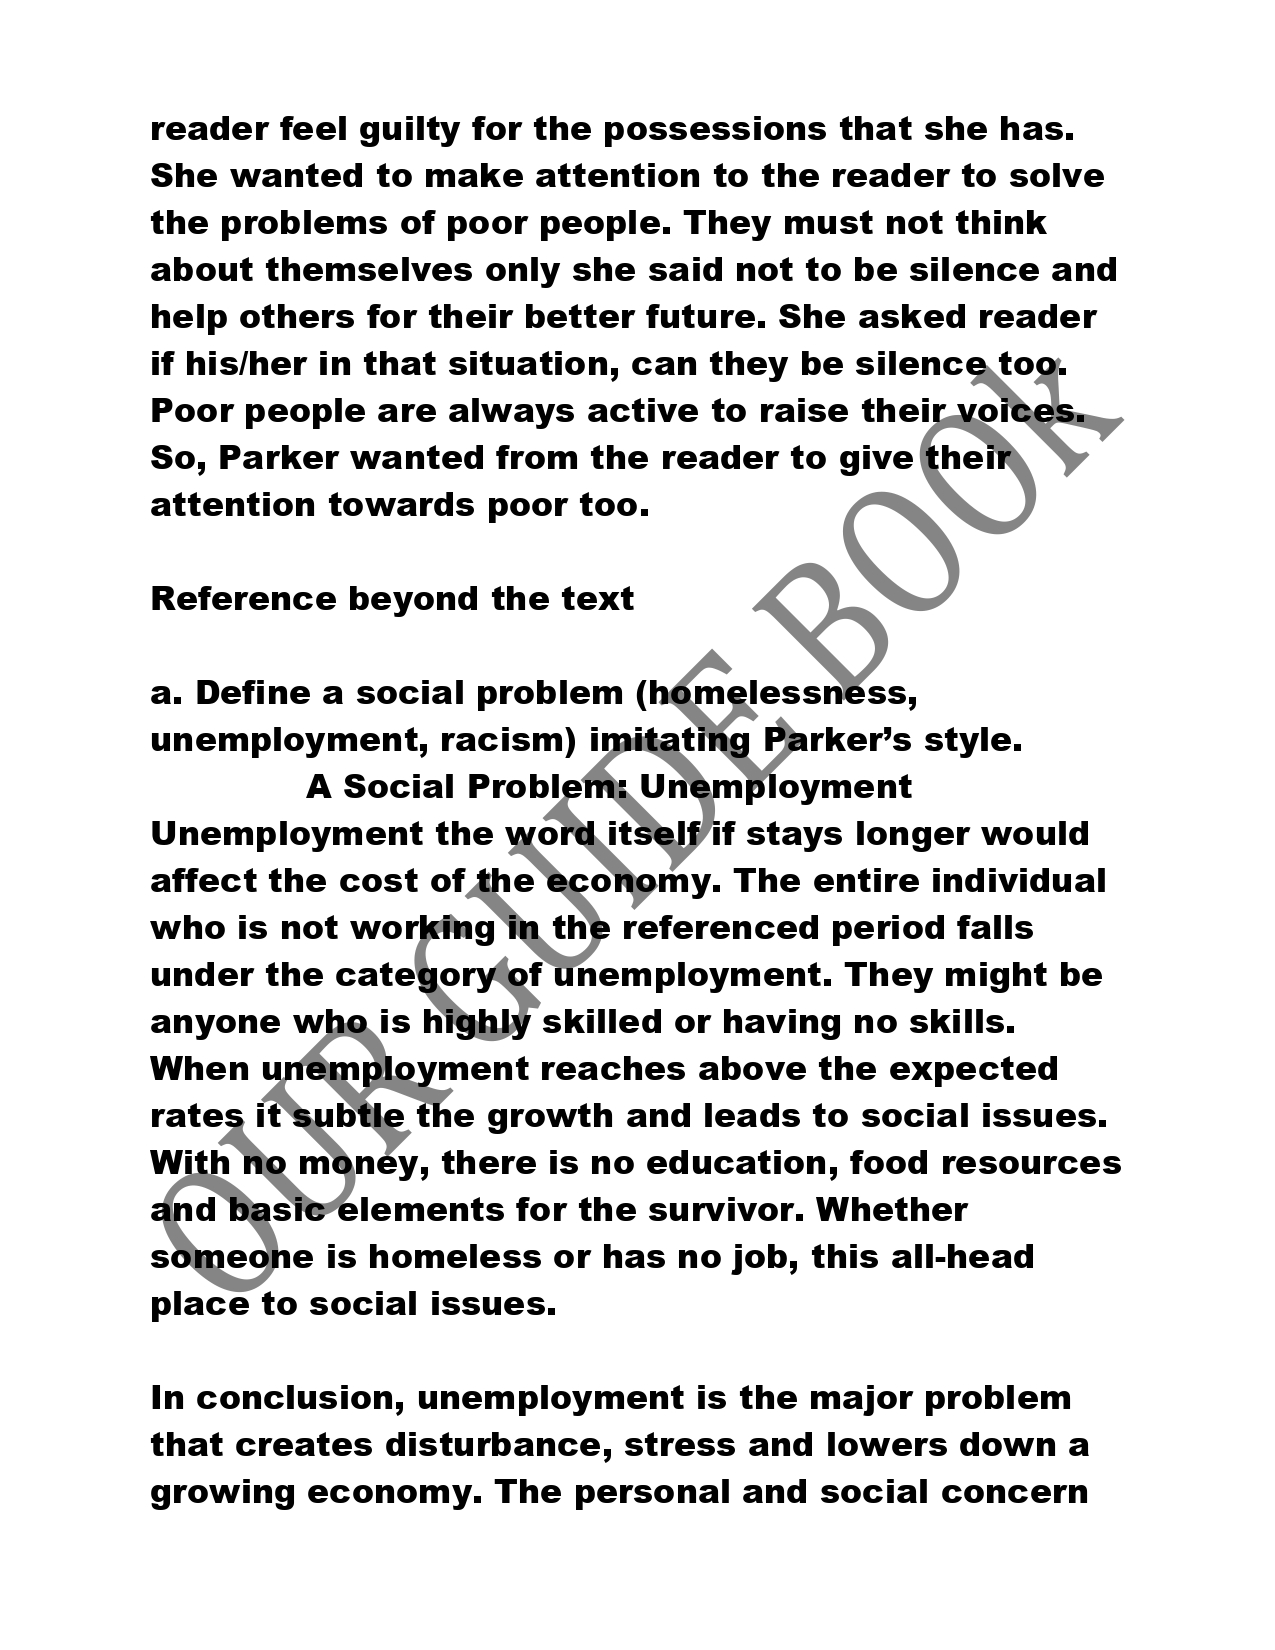 reader feel guilty for the possessions that she has.
She wanted to make attention to the reader to solve
the problems of poor people. They must not think
about themselves only she said not to be silence and
help others for their better future. She asked reader
if his/her in that situation, can they be silence too.
Poor people are always active to raise their voices.
So, Parker wanted from the reader to give their
attention towards poor too.
Reference beyond the text
a. Define a social problem (homelessness,
unemployment, racism) imitating Parker’s style.
A Social Problem: Unemployment
Unemployment the word itself if stays longer would
affect the cost of the economy. The entire individual
who is not working in the referenced period falls
under the category of unemployment. They might be
anyone who is highly skilled or having no skills.
When unemployment reaches above the expected
rates it subtle the growth and leads to social issues.
With no money, there is no education, food resources
and basic elements for the survivor. Whether
someone is homeless or has no job, this all-head
place to social issues.
In conclusion, unemployment is the major problem
that creates disturbance, stress and lowers down a
growing economy. The personal and social concern
OUR GUIDE BOOk